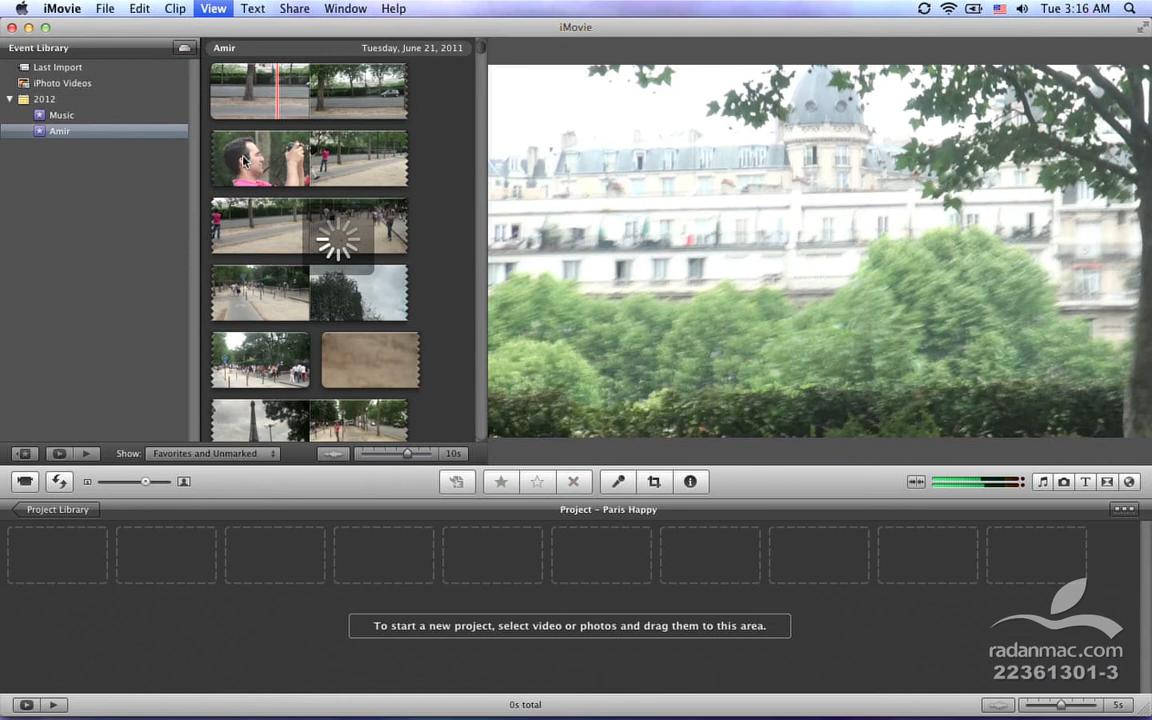 iMovie File Edit Clip View Text Share Window Help Tue 3:16 AM
iMovie
Event Library
Amir Tuesday, June 21, 2011
Last Import
iPhoto Videos
2012
Music
Amir
Show: Favorites and Unmarked 10s
Project Library Project - Paris Happy
To start a new project, select video or photos and drag them to this area.
radanmac.com
22361301-3
0s total 5s